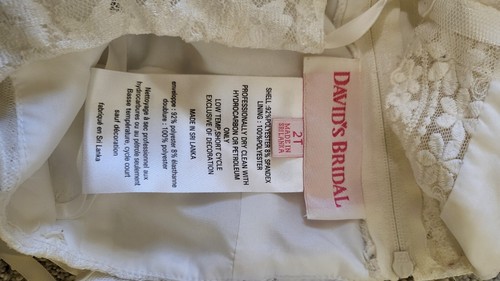 DAVID'S BRIDAL
2T
MADE IN
SRI LANKA
SHELL :92%POLYESTER 8% SPANDEX
LINING : 100%POLYESTER
PROFESSIONALLY DRY CLEAN WITH
HYDROCARBON OR PETROLEUM
ONLY
LOW TEMP,SHORT CYCLE
EXCLUSIVE OF DECORATION
MADE IN SRI LANKA
enveloppe : 92% polyester 8% élasthanne
doublure : 100% polyester
Nettoyage à sec professionnel aux
hydrocarbures ou au pétrole seulement
Basse température, cycle court
sauf décoration
fabriqué en Sri Lanka